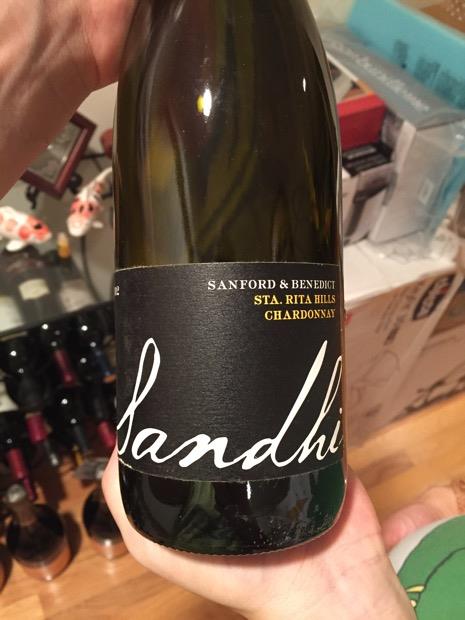 SANFORD & BENEDICT
STA. RITA HILLS
CHARDONNAY
Sandhi